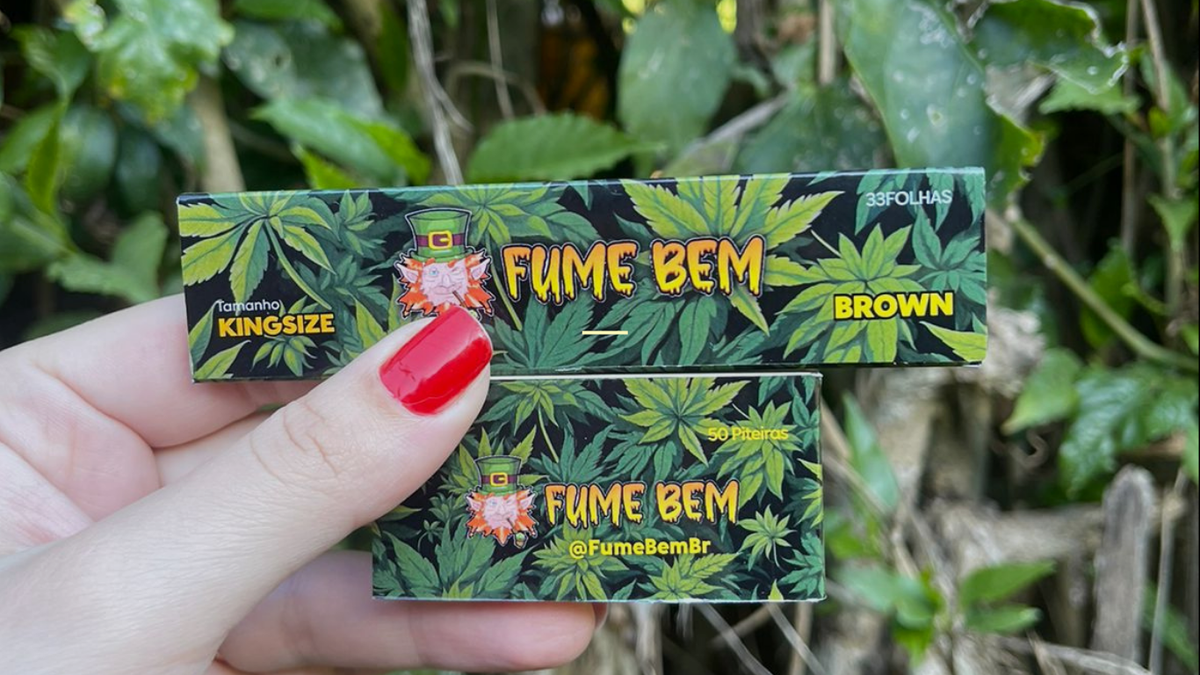 33FOLHAS
FUME BEM
Tamanho
KINGSIZE
BROWN
50 Piteiras
FUME BEM
@FumeBemBr